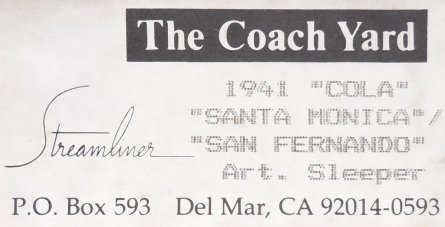 The Coach Yard
1941 "COLA"
"SANTA MONICA"/
"SAN FERNANDO"
Streamliner
Art. Sleeper
P.O. Box 593 Del Mar, CA 92014-0593